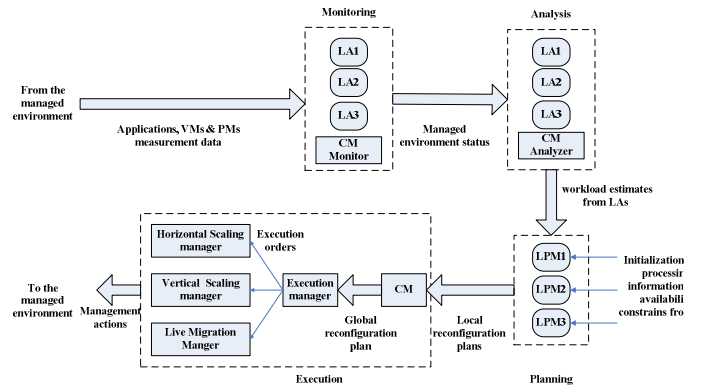 Monitoring
Analysis
LA1
LA2
LA3
CM
Monitor
LA1
LA2
LA3
CM
Analyzer
From the
managed
environment
Applications, VMs & PMs
measurement data
Managed
environment status
workload estimates
from LAs
Horizontal Scaling
manager
Execution
orders
Vertical Scaling
manager
Live Migration
Manger
Execution
manager
CM
Global
reconfiguration
plan
Local
reconfiguration
plans
LPM1
LPM2
LPM3
Initialization
information
constrains
To the
managed
environment
Management
actions
Execution
Planning